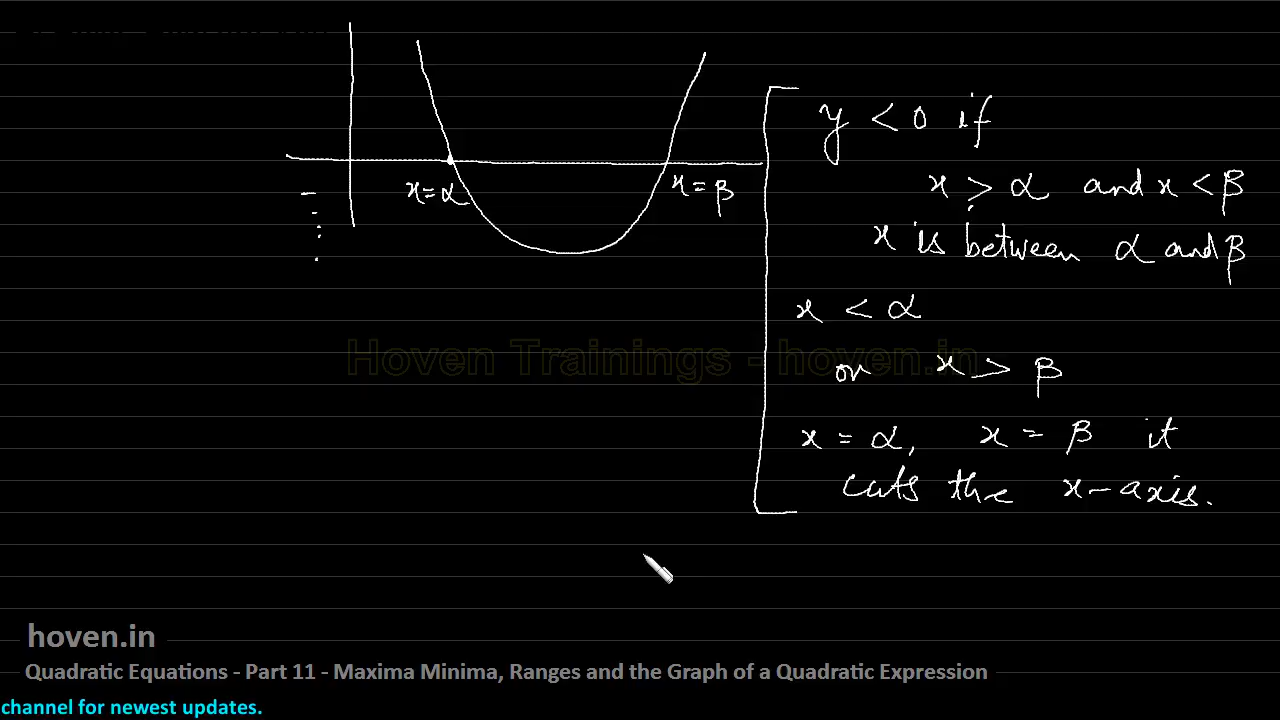 x=α
x=β
y < 0 if
x > α and x < β
x is between α and β
x < α
or x > β
x = α, x = β it
cuts the x-axis.
Hoven Trainings - hoven.in
hoven.in
Quadratic Equations - Part 11 - Maxima Minima, Ranges and the Graph of a Quadratic Expression
channel for newest updates.